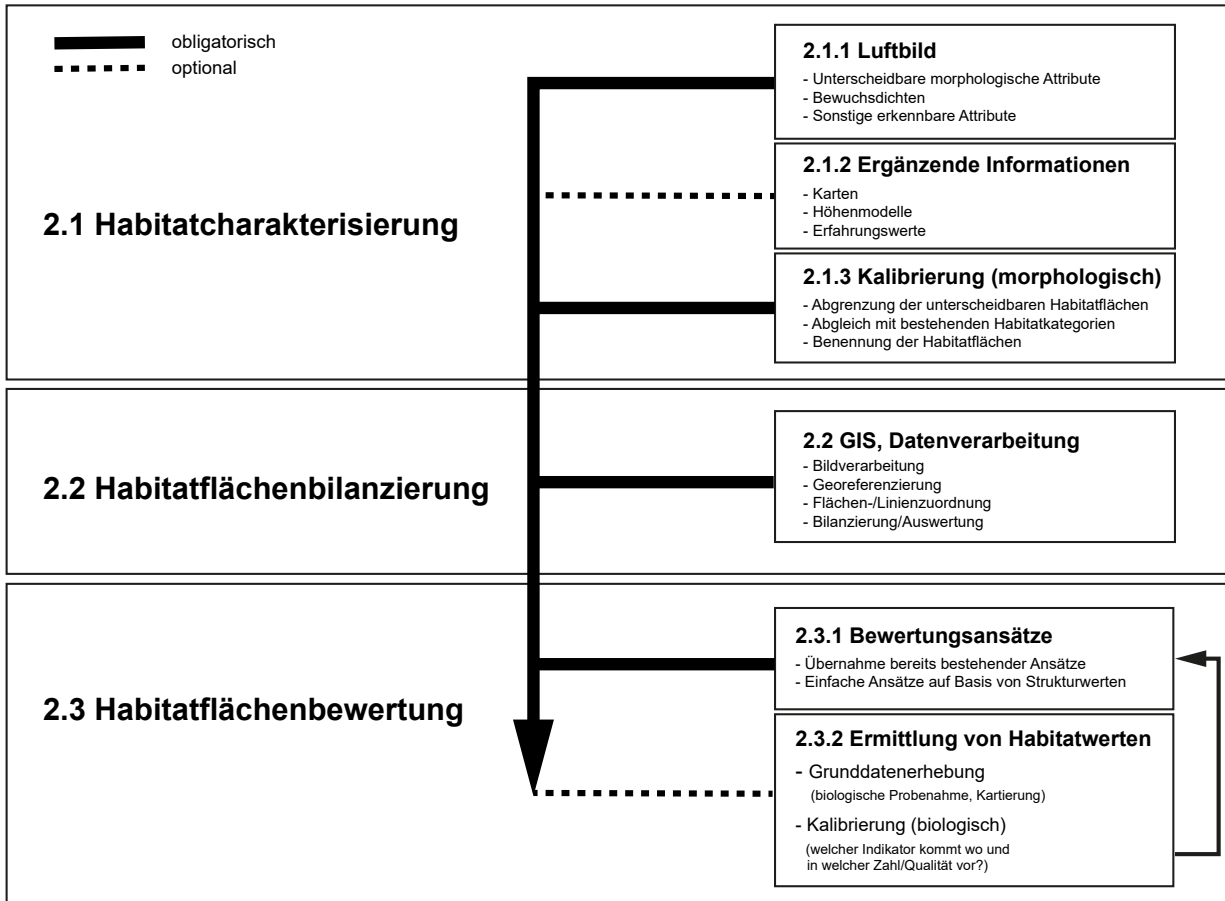 obligatorisch
optional
2.1 Habitatcharakterisierung
2.1.1 Luftbild
- Unterscheidbare morphologische Attribute
- Bewuchsdichten
- Sonstige erkennbare Attribute
2.1.2 Ergänzende Informationen
- Karten
- Höhenmodelle
- Erfahrungswerte
2.1.3 Kalibrierung (morphologisch)
- Abgrenzung der unterscheidbaren Habitatflächen
- Abgleich mit bestehenden Habitatkategorien
- Benennung der Habitatflächen
2.2 Habitatflächenbilanzierung
2.2 GIS, Datenverarbeitung
- Bildverarbeitung
- Georeferenzierung
- Flächen-/Linienzuordnung
- Bilanzierung/Auswertung
2.3 Habitatflächenbewertung
2.3.1 Bewertungsansätze
- Übernahme bereits bestehender Ansätze
- Einfache Ansätze auf Basis von Strukturwerten
2.3.2 Ermittlung von Habitatwerten
- Grunddatenerhebung
(biologische Probenahme, Kartierung)
- Kalibrierung (biologisch)
(welcher Indikator kommt wo und
in welcher Zahl/Qualität vor?)